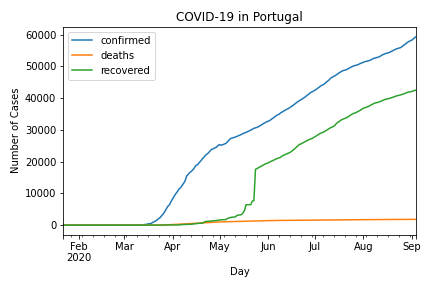 COVID-19 in Portugal
confirmed
deaths
recovered
Number of Cases
60000
50000
40000
30000
20000
10000
0
Feb
2020
Mar
Apr
May
Jun
Jul
Aug
Sep
Day